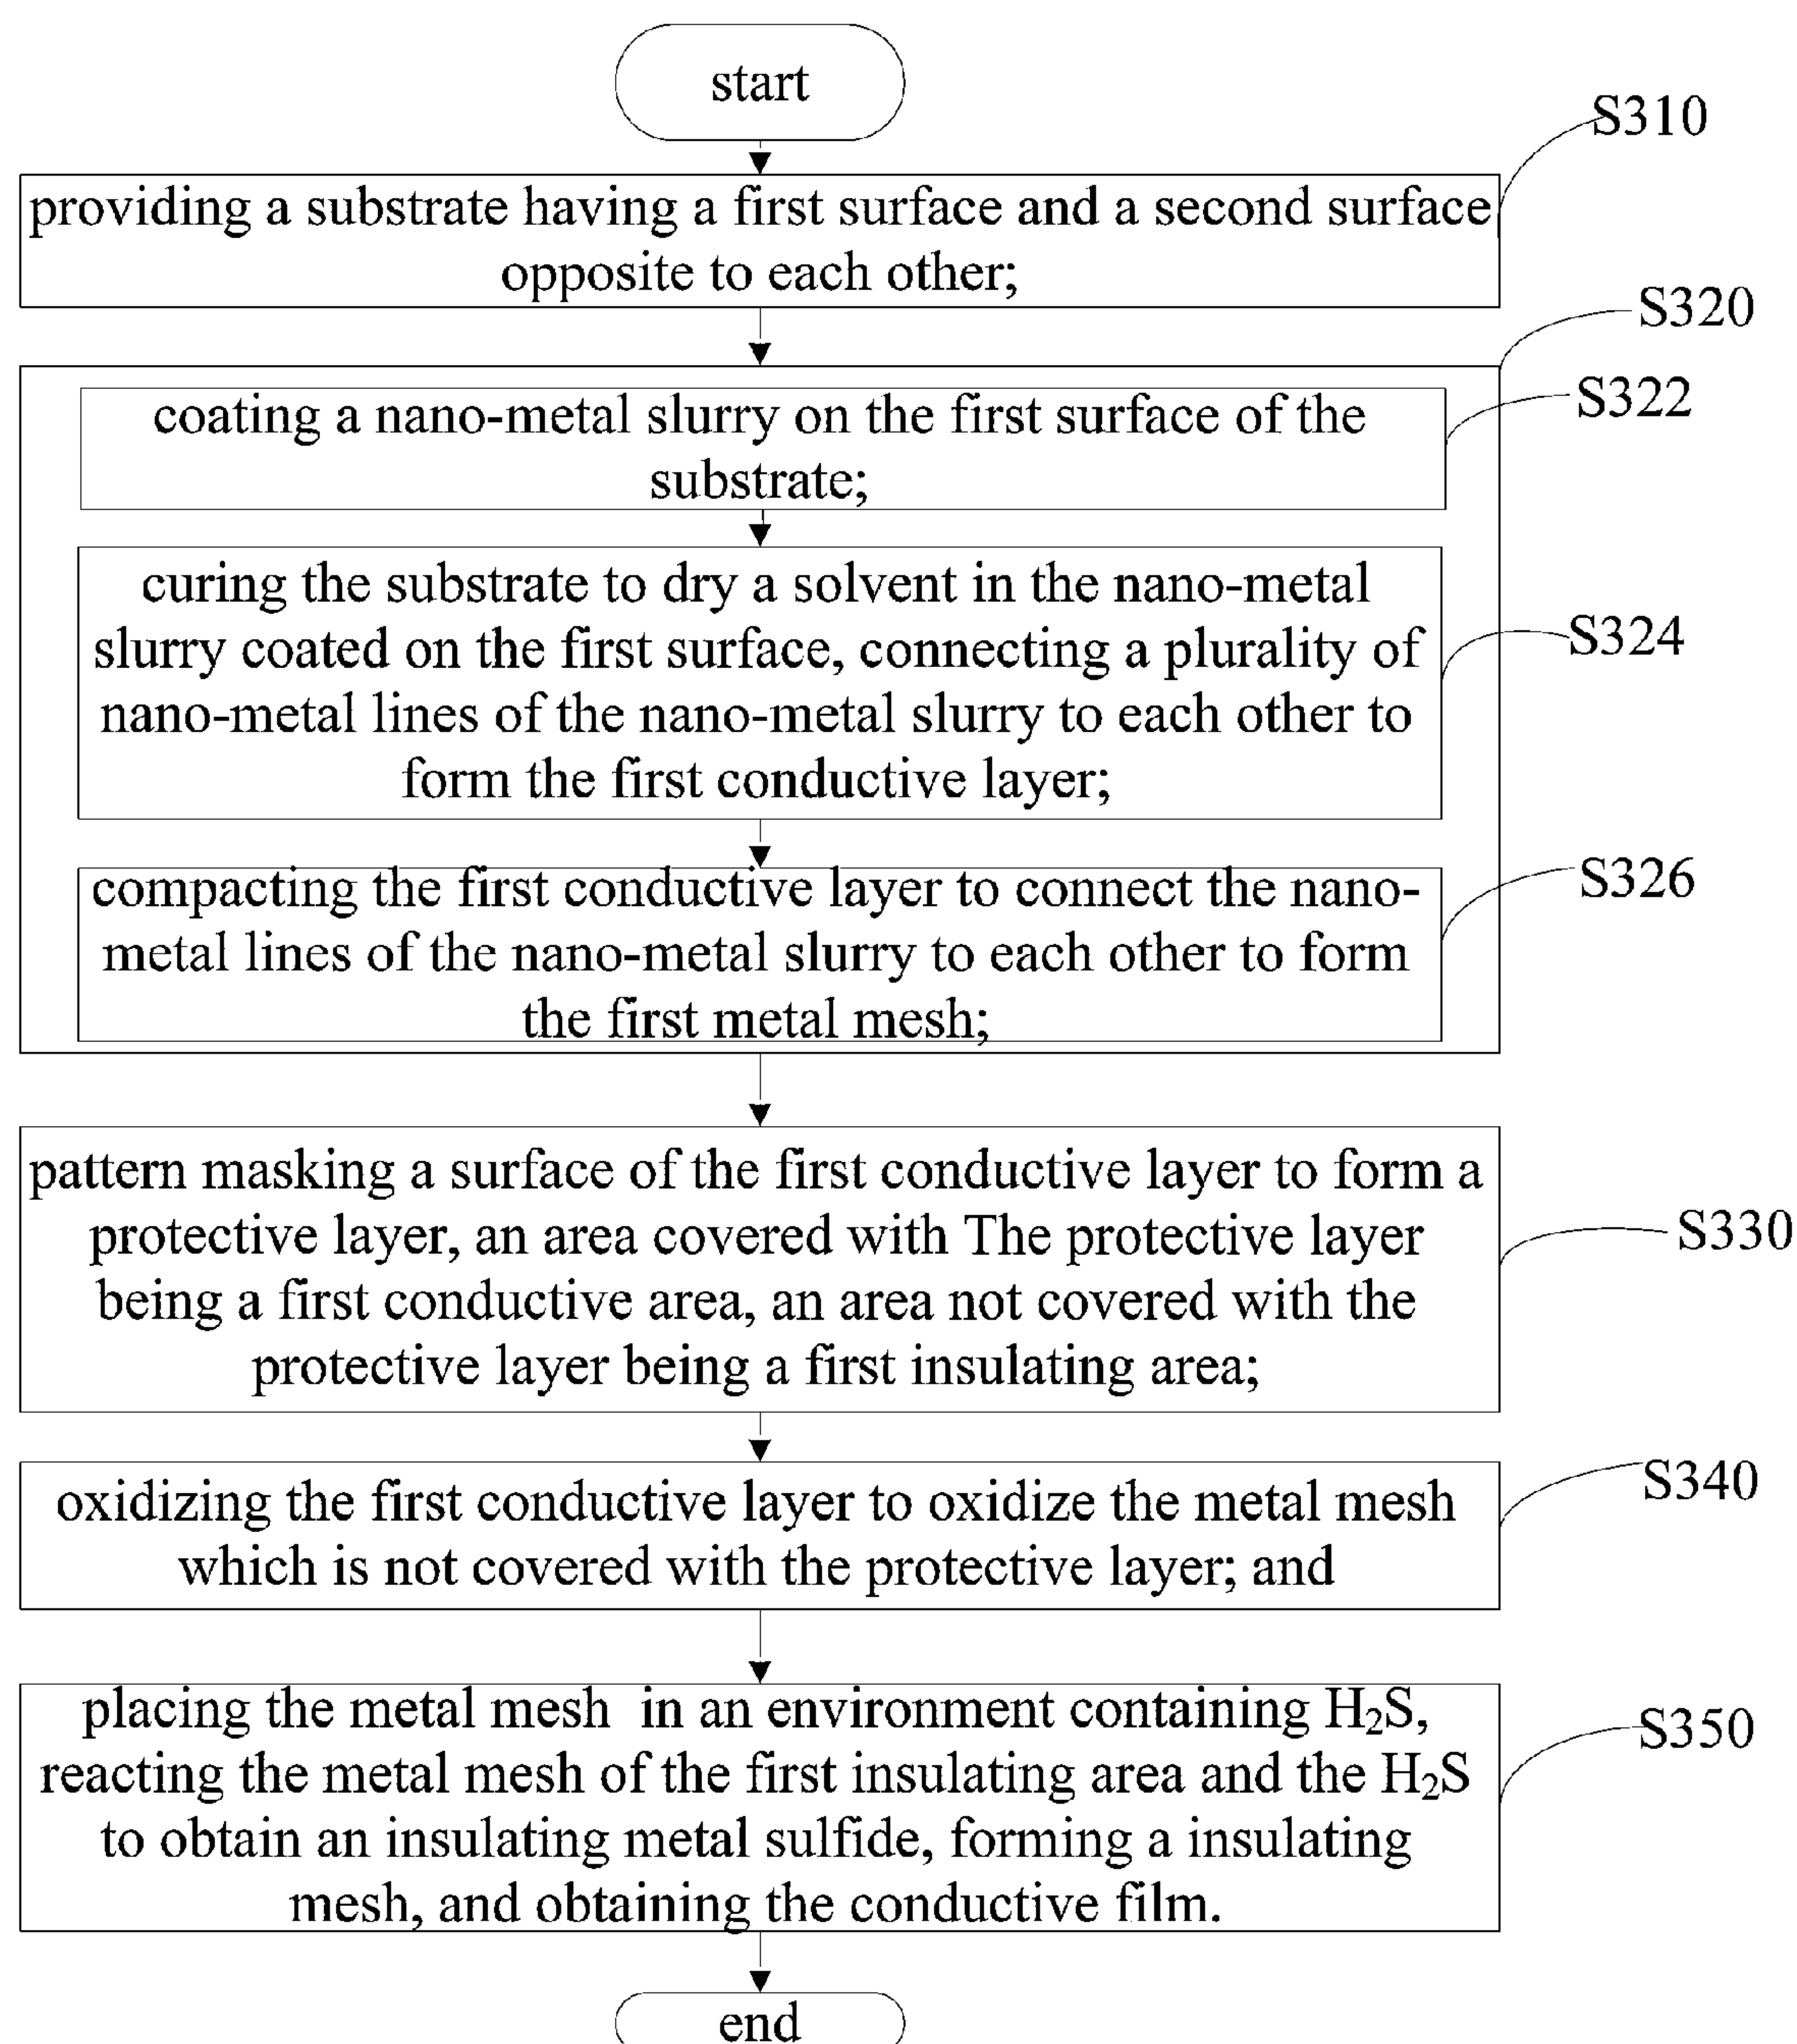 start
S310
providing a substrate having a first surface and a second surface
opposite to each other;
S320
S322
coating a nano-metal slurry on the first surface of the
substrate;
curing the substrate to dry a solvent in the nano-metal
slurry coated on the first surface, connecting a plurality of
nano-metal lines of the nano-metal slurry to each other to
form the first conductive layer;
S324
compacting the first conductive layer to connect the nano-
metal lines of the nano-metal slurry to each other to form
the first metal mesh;
S326
pattern masking a surface of the first conductive layer to form a
protective layer, an area covered with The protective layer
being a first conductive area, an area not covered with the
protective layer being a first insulating area;
S330
oxidizing the first conductive layer to oxidize the metal mesh
which is not covered with the protective layer; and
S340
placing the metal mesh in an environment containing H₂S,
reacting the metal mesh of the first insulating area and the H₂S
to obtain an insulating metal sulfide, forming a insulating
mesh, and obtaining the conductive film.
S350
end